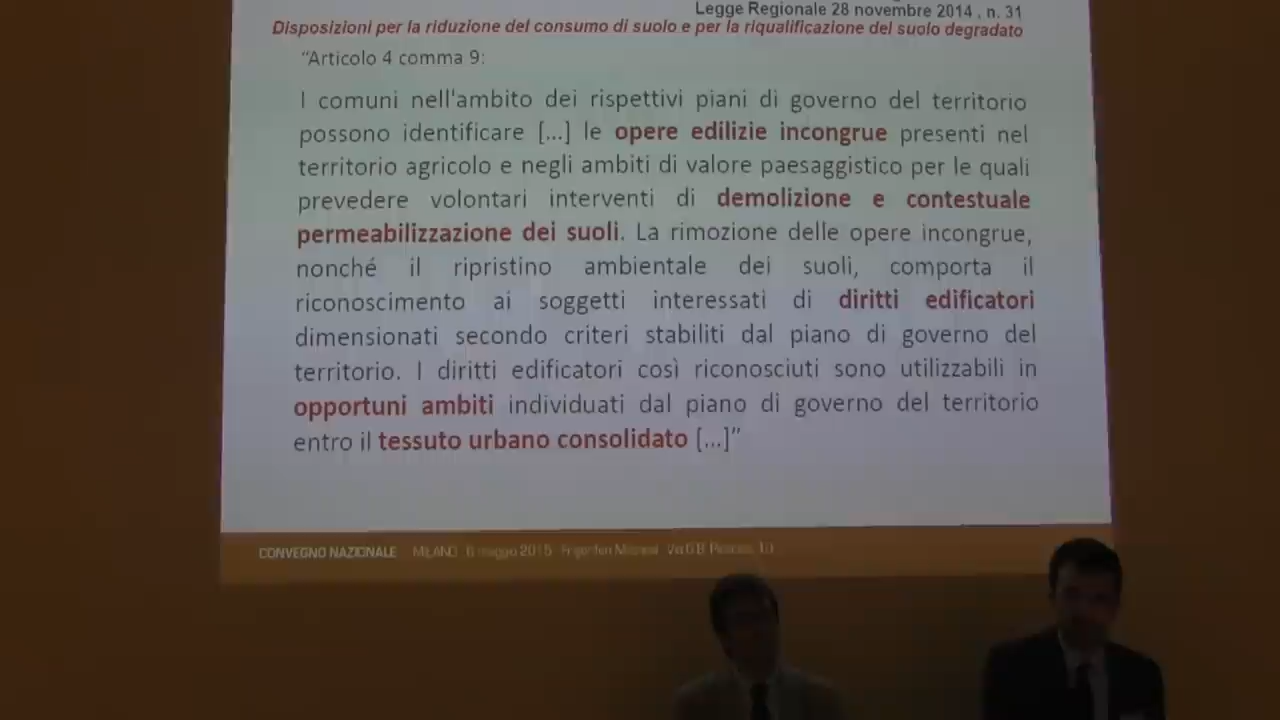 Legge Regionale 28 novembre 2014 , n. 31
Disposizioni per la riduzione del consumo di suolo e per la riqualificazione del suolo degradato
“Articolo 4 comma 9:
I comuni nell'ambito dei rispettivi piani di governo del territorio
possono identificare [...] le opere edilizie incongrue presenti nel
territorio agricolo e negli ambiti di valore paesaggistico per le quali
prevedere volontari interventi di demolizione e contestuale
permeabilizzazione dei suoli. La rimozione delle opere incongrue,
nonché il ripristino ambientale dei suoli, comporta il
riconoscimento ai soggetti interessati di diritti edificatori
dimensionati secondo criteri stabiliti dal piano di governo del
territorio. I diritti edificatori così riconosciuti sono utilizzabili in
opportuni ambiti individuati dal piano di governo del territorio
entro il tessuto urbano consolidato [...]”
CONVEGNO NAZIONALE MILANO 6 maggio 2015